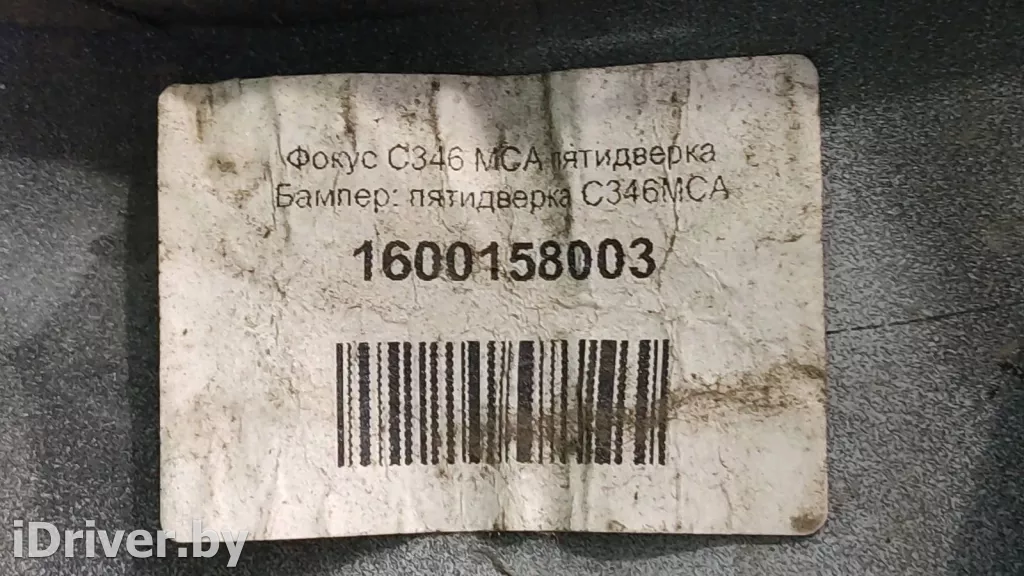 Фокус C346 MCA пятидверка
Бампер: пятидверка C346MCA
1600158003
iDriver.by